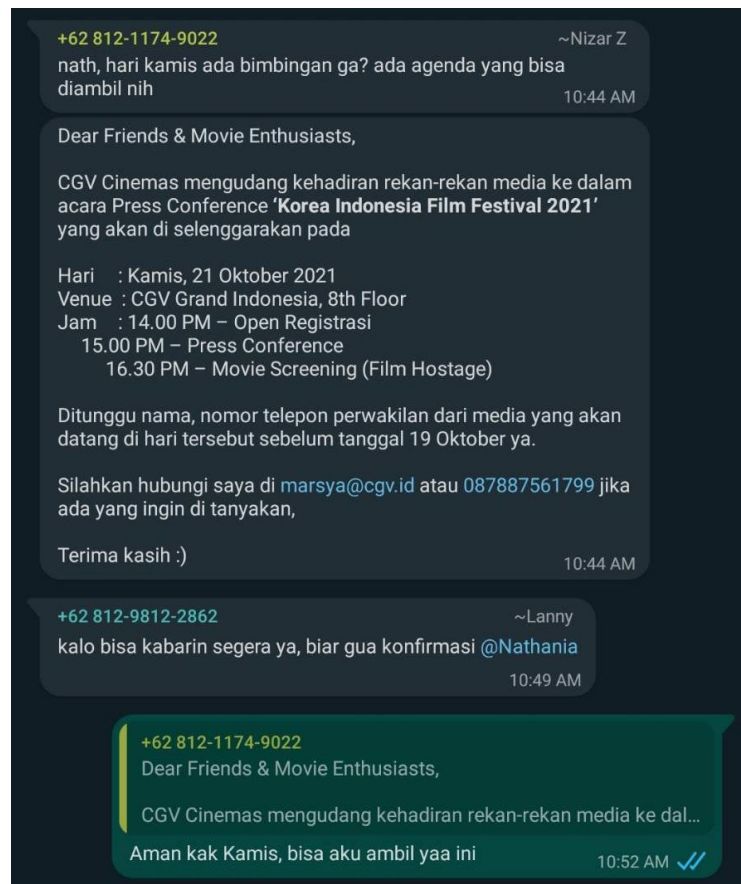 +62 812-1174-9022 ~Nizar Z
nath, hari kamis ada bimbingan ga? ada agenda yang bisa
diambil nih
10:44 AM
Dear Friends & Movie Enthusiasts,
CGV Cinemas mengudang kehadiran rekan-rekan media ke dalam
acara Press Conference ‘Korea Indonesia Film Festival 2021’
yang akan di selenggarakan pada
Hari : Kamis, 21 Oktober 2021
Venue : CGV Grand Indonesia, 8th Floor
Jam : 14.00 PM – Open Registrasi
15.00 PM – Press Conference
16.30 PM – Movie Screening (Film Hostage)
Ditunggu nama, nomor telepon perwakilan dari media yang akan
datang di hari tersebut sebelum tanggal 19 Oktober ya.
Silahkan hubungi saya di marsya@cgv.id atau 087887561799 jika
ada yang ingin di tanyakan,
Terima kasih :)
10:44 AM
+62 812-9812-2862 ~Lanny
kalo bisa kabarin segera ya, biar gua konfirmasi @Nathania
10:49 AM
+62 812-1174-9022
Dear Friends & Movie Enthusiasts,
CGV Cinemas mengudang kehadiran rekan-rekan media ke dal...
Aman kak Kamis, bisa aku ambil yaa ini
10:52 AM